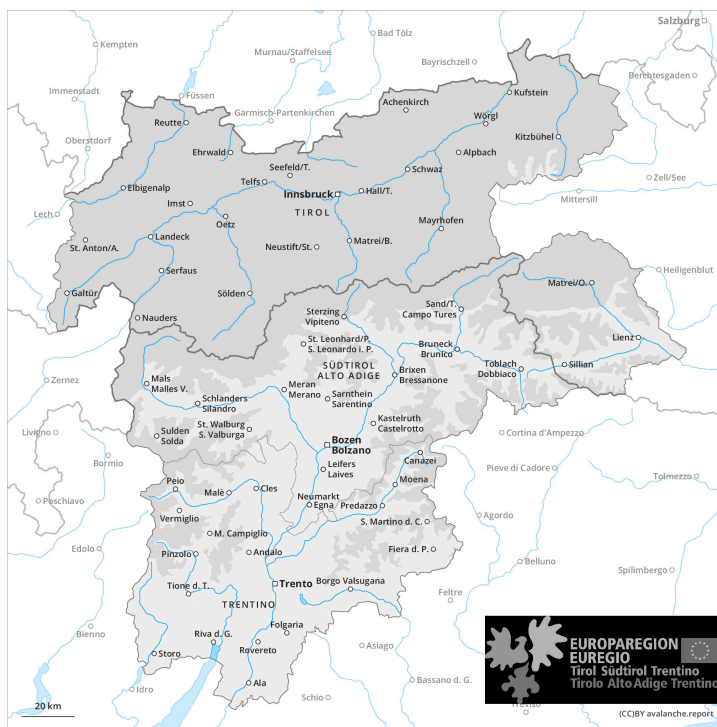 Salzburg
Kempten
Bad Tölz
Murnau/Staffelsee
Bayrischzell
Berchtesgaden
Immenstadt
Füssen
Garmisch-Partenkirchen
Achenkirch
Kufstein
Reutte
Wörgl
Oberstdorf
Kitzbühel
Ehrwald
Alpbach
Seefeld/T.
Schwaz
Telfs
Zell/See
Elbigenalp
Innsbruck
Hall/T.
Mittersill
Imst
Lech
TIROL
Oetz
Mayrhofen
Landeck
St. Anton/A.
Neustift/St.
Matrei/B.
Serfaus
Heiligenblut
Matrei/O.
Galtür
Sölden
Sand/T.
Campo Tures
Nauders
Sterzing
Vipiteno
Lienz
St. Leonhard/P.
S. Leonardo i. P.
Bruneck
Brunico
SÜDTIROL
ALTO ADIGE
Toblach
Dobbiaco
Sillian
Zernez
Mals
Malles V.
Meran
Merano
Brixen
Bressanone
Schlanders
Silandro
Sarnthein
Sarentino
Kastelruth
Castelrotto
St. Walburg
S. Valburga
Livigno
Sulden
Solda
Bozen
Bolzano
Cortina d'Ampezzo
Bormio
Canazei
Leifers
Laives
Pieve di Cadore
Tolmezzo
Peio
Malè
Cles
Moena
Poschiavo
Neumarkt
Egna
Predazzo
Vermiglio
Agordo
S. Martino d. C.
M. Campiglio
Edolo
Pinzolo
Andalo
Fiera d. P.
Belluno
Spilimbergo
Tione d. T.
Trento
Borgo Valsugana
Feltre
TRENTINO
Bienno
Folgaria
Riva d. G.
Rovereto
Storo
Asiago
Ala
Idro
Schio
Bassano d. G.
Treviso
20 km
EUROPAREGION
EUREGIO
Tirol Südtirol Trentino
Tirolo AltoAdige Trentino
(CC)BY avalanche.report